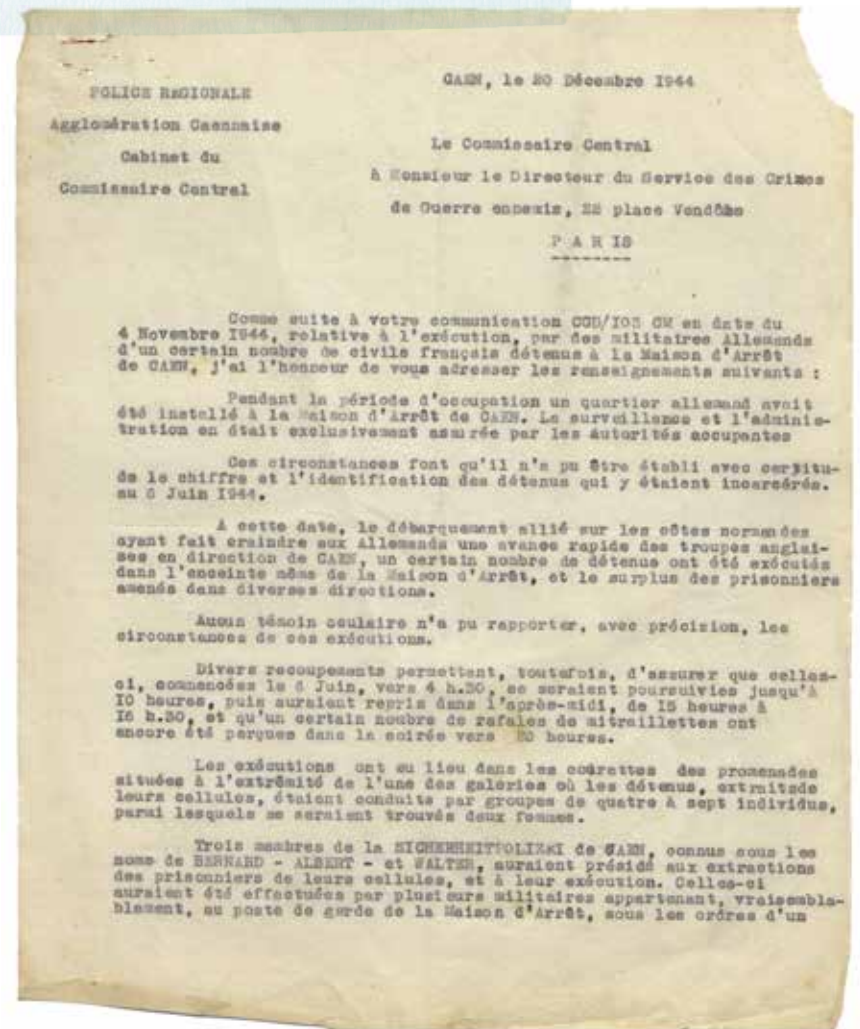 POLICE REGIONALE
Agglomération Caennaise
Cabinet du
Commissaire Central
CAEN, le 20 Décembre 1944
Le Commissaire Central
à Monsieur le Directeur du Service des Crimes
de Guerre ennemis, 22 place Vendôme
P A R IS
Comme suite à votre communication en date du
4 Novembre I944, relative à l'exécution, par des militaires Allemands
d'un certain nombre de civils français détenus à la Maison d'Arrêt
de CAEN, j'ai l'honneur de vous adresser les renseignements suivants :
Pendant la période d'occupation un quartier allemand avait
été installé à la Maison d'Arrêt de CAEN. La surveillance et l'adminis-
tration en était exclusivement assurée par les Autorités occupantes
Ces circonstances font qu'il n'a pu être établi avec certitu-
de le chiffre et l'identification des détenus qui y étaient incarcérés.
au 6 Juin I944.
A cette date, le débarquement allié sur les côtes normandes
ayant fait craindre aux Allemands une avance rapide des troupes anglai-
ses en direction de CAEN, un certain nombre de détenus ont été exécutés
dans l'enceinte même de la Maison d'Arrêt, et le surplus des prisonniers
amenés dans diverses directions.
Aucun témoin oculaire n'a pu rapporter, avec précision, les
circonstances de ces exécutions.
Divers recoupements permettent, toutefois, d'assurer que celles-
ci, commencées le 6 Juin, vers 4 h.30, se seraient poursuivies jusqu'à
IO heures, puis auraient repris dans l'après-midi, de I5 heures à
I6 h.30, et qu'un certain nombre de rafales de mitraillettes ont
encore été perçues dans la soirée vers 20 heures.
Les exécutions ont eu lieu dans les courettes des promenades
situées à l'extrêmité de l'une des galeries où les détenus, extraitsde
leurs cellules, étaient conduits par groupes de quatre à sept individus,
parmi lesquels se seraient trouvés deux femmes.
Trois membres de la SICHERHEITPOLIZEI de CAEN, connus sous les
noms de BERNARD - ALBERT - et WALTER, auraient présidé aux extractions
des prisonniers de leurs cellules, et à leur exécution. Celles-ci
auraient été effectuées par plusieurs militaires appartenant, vraisembla-
blement, au poste de garde de la Maison d'Arrêt, sous les ordres d'un